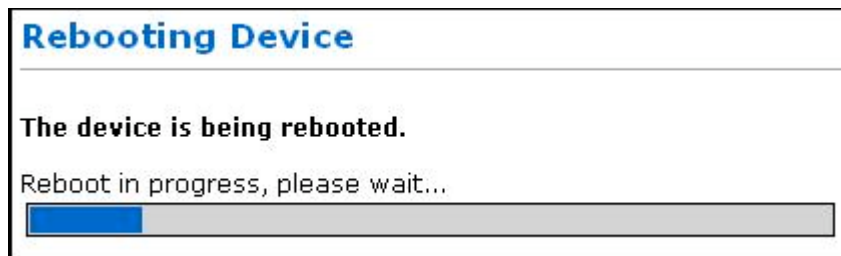 Rebooting Device
The device is being rebooted.
Reboot in progress, please wait...